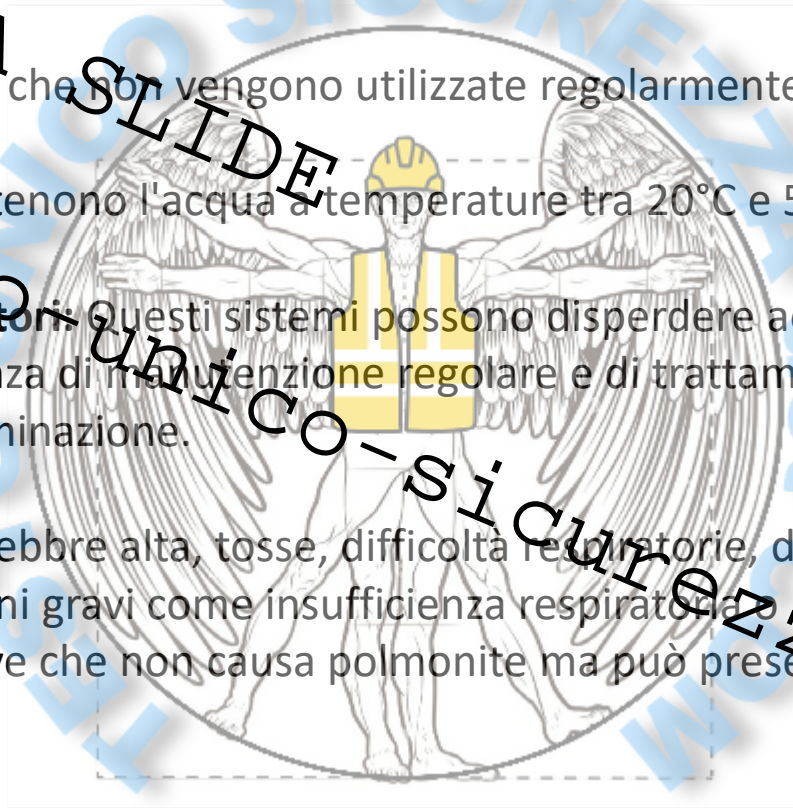 SLIDE
che non vengono utilizzate regolarmente
tenono l'acqua a temperature tra 20°C e 5
tori: Questi sistemi possono disperdere a
nza di manutenzione regolare e di trattam
minazione.
o-unico-sicurezz
ebbre alta, tosse, difficoltà respiratorie, d
ni gravi come insufficienza respiratoria o
ve che non causa polmonite ma può prese